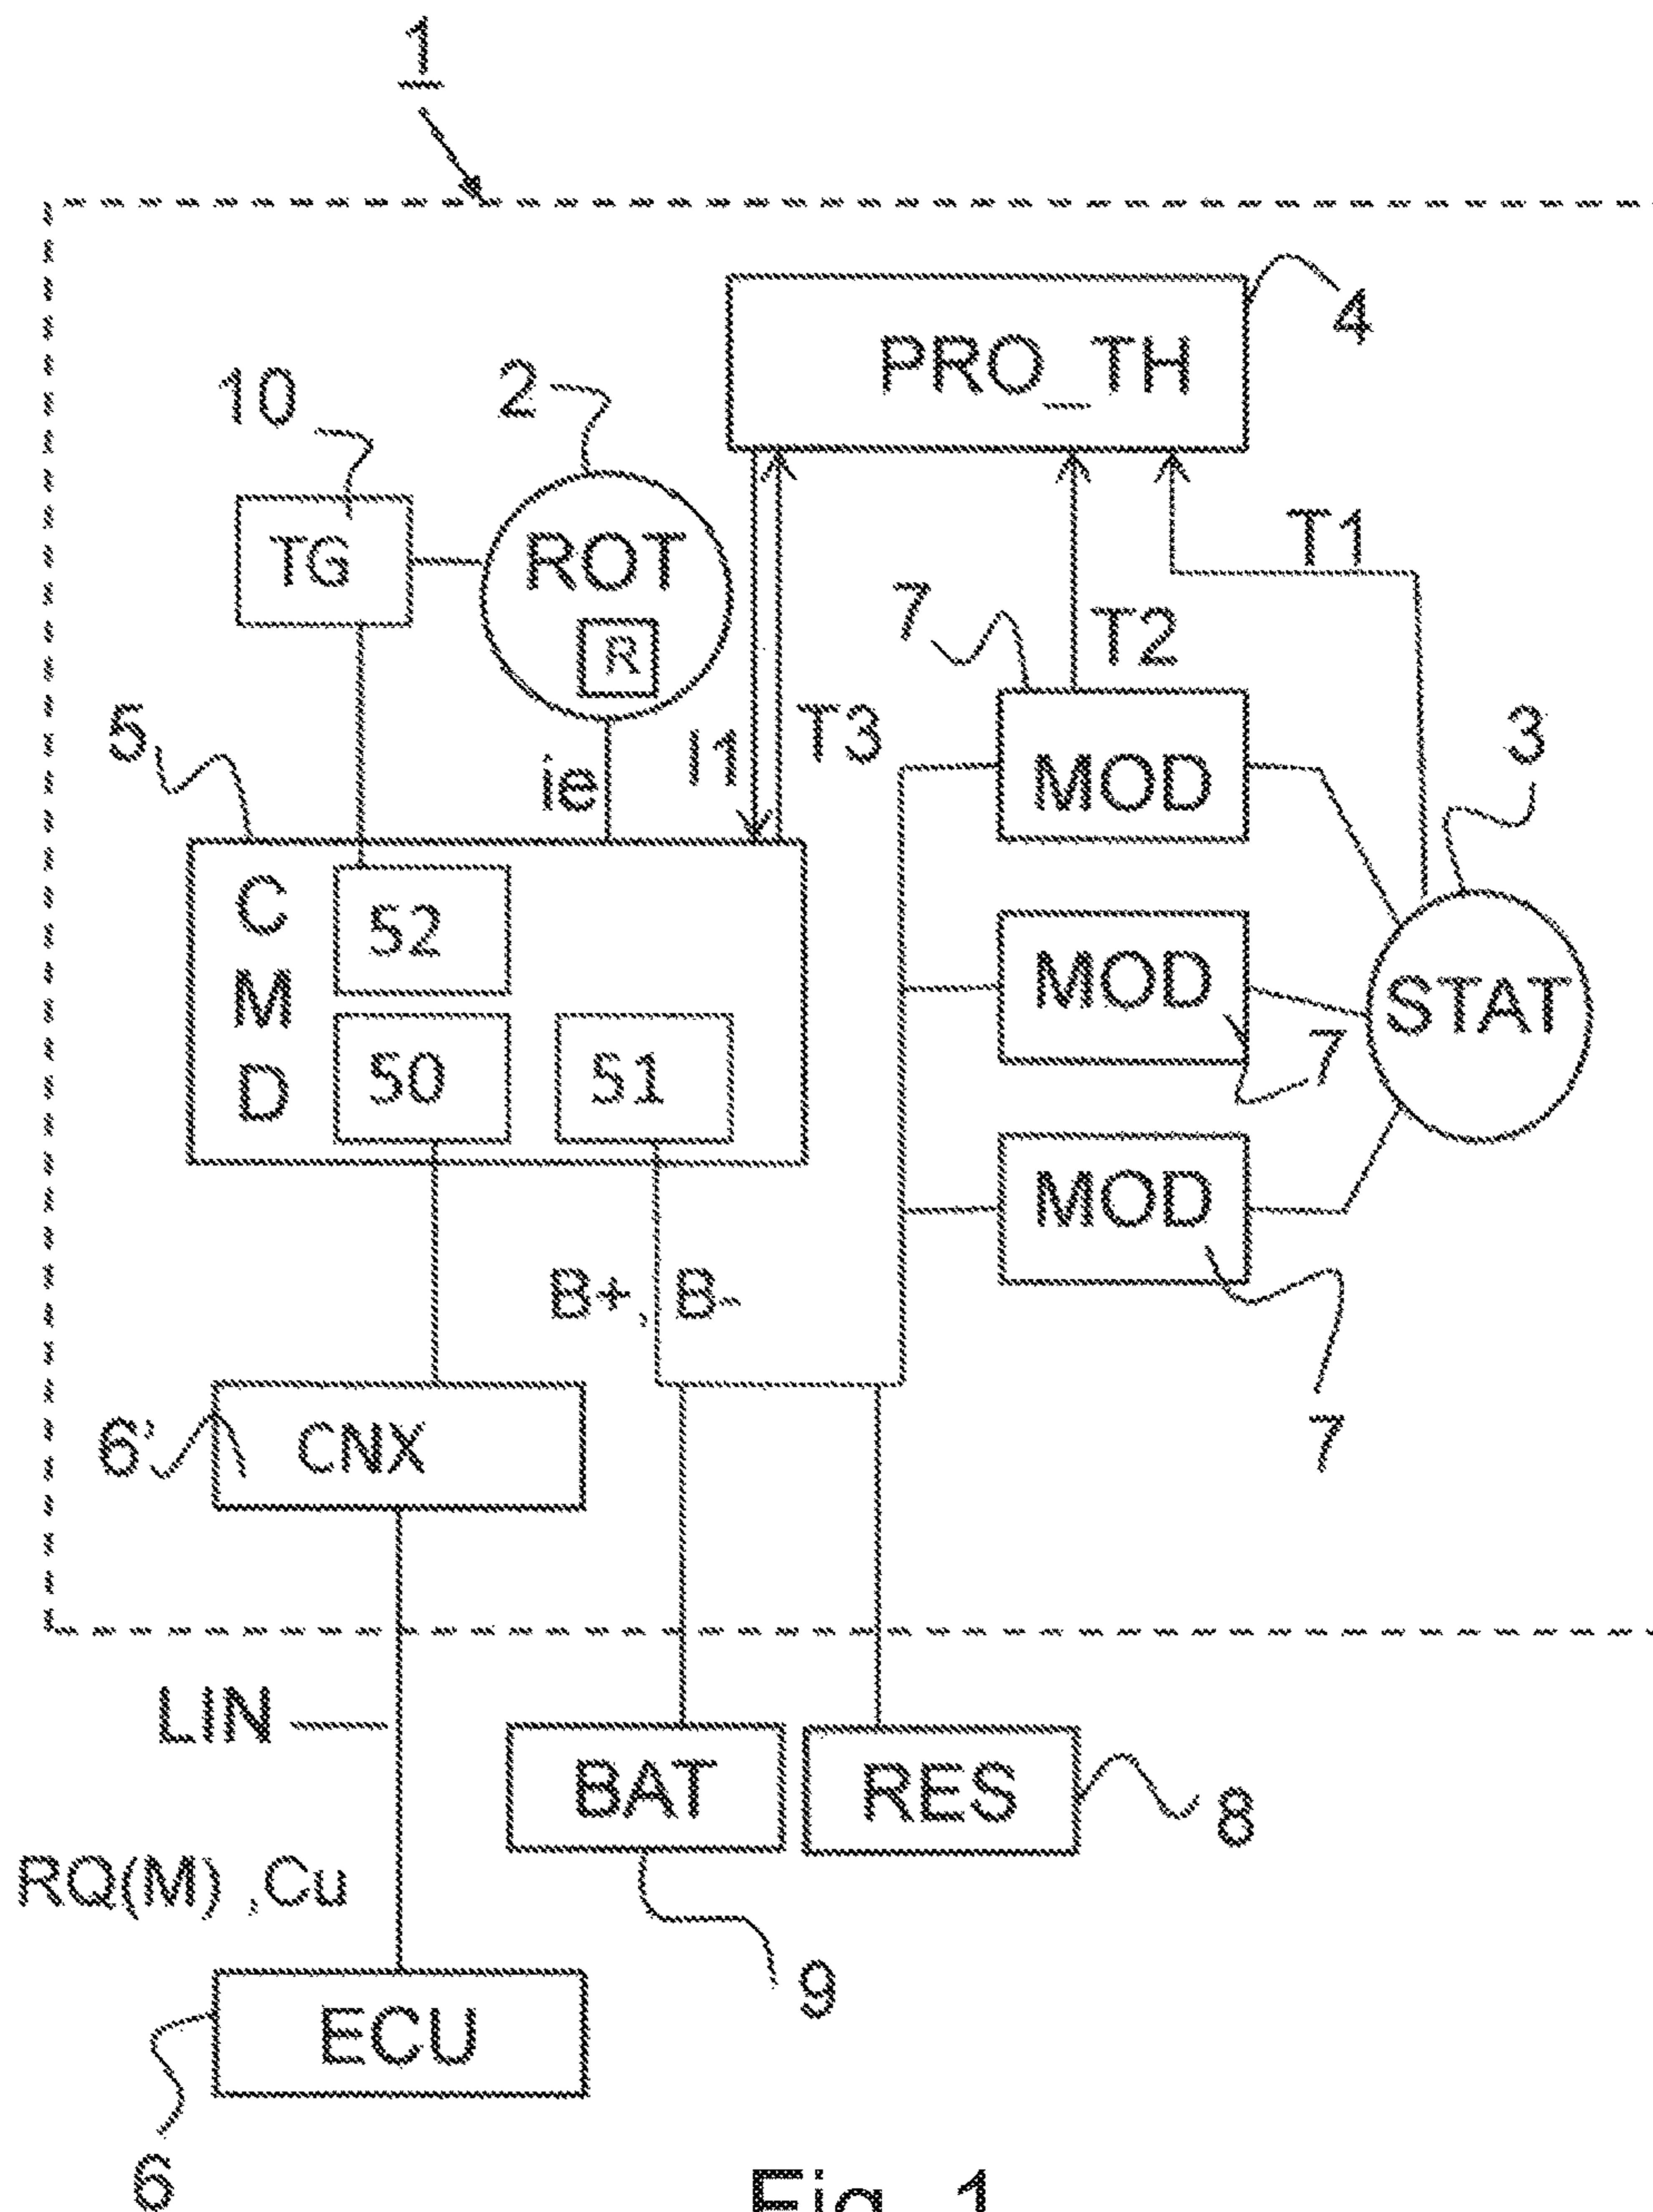 1
PRO_TH
4
10
2
TG
ROT
R
T1
7
T2
5
ie
I1
T3
3
MOD
C
M
D
52
MOD
STAT
50
51
7
MOD
B+, B-
6'
CNX
7
LIN
BAT
RES
8
RQ(M) ,Cu
9
ECU
6
Fig. 1